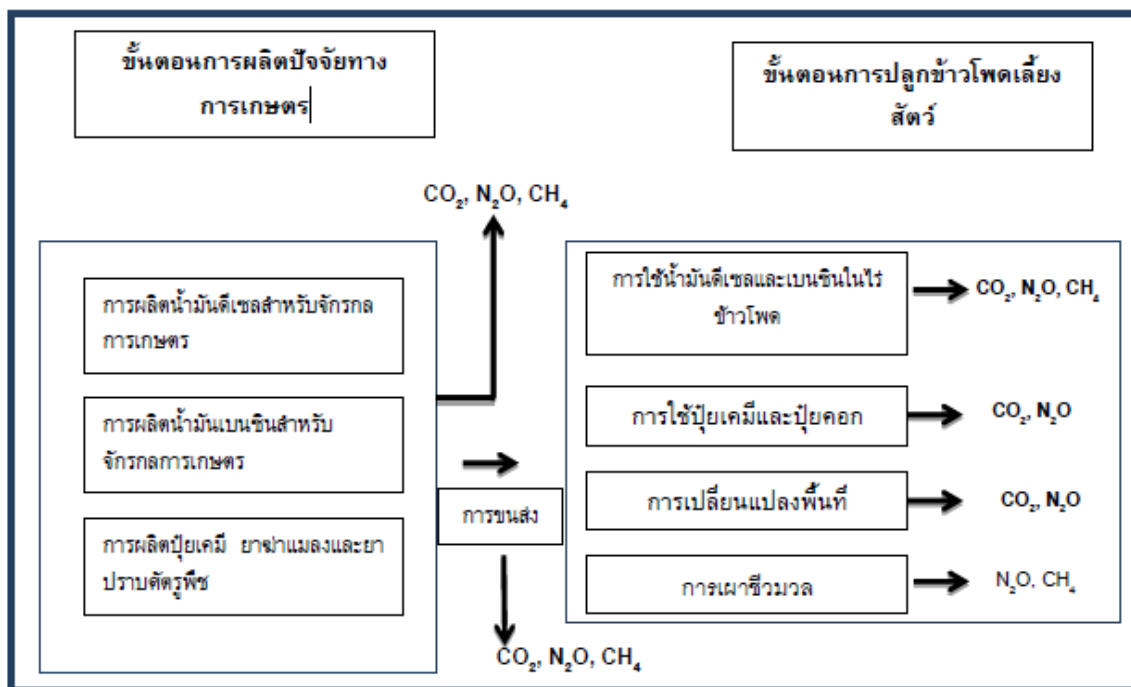 ขั้นตอนการผลิตปัจจัยทาง
การเกษตร
ขั้นตอนการปลูกข้าวโพดเลี้ยง
สัตว์
CO₂, N₂O, CH₄
การผลิตน้ำมันดีเซลสำหรับจักรกล
การเกษตร
การผลิตน้ำมันเบนซินสำหรับ
จักรกลการเกษตร
การผลิตปุ๋ยเคมี ยาฆ่าแมลงและยา
ปราบศัตรูพืช
การขนส่ง
CO₂, N₂O, CH₄
การใช้น้ำมันดีเซลและเบนซินในไร่
ข้าวโพด
CO₂, N₂O, CH₄
การใช้ปุ๋ยเคมีและปุ๋ยคอก
CO₂, N₂O
การเปลี่ยนแปลงพื้นที่
CO₂, N₂O
การเผาชีวมวล
N₂O, CH₄